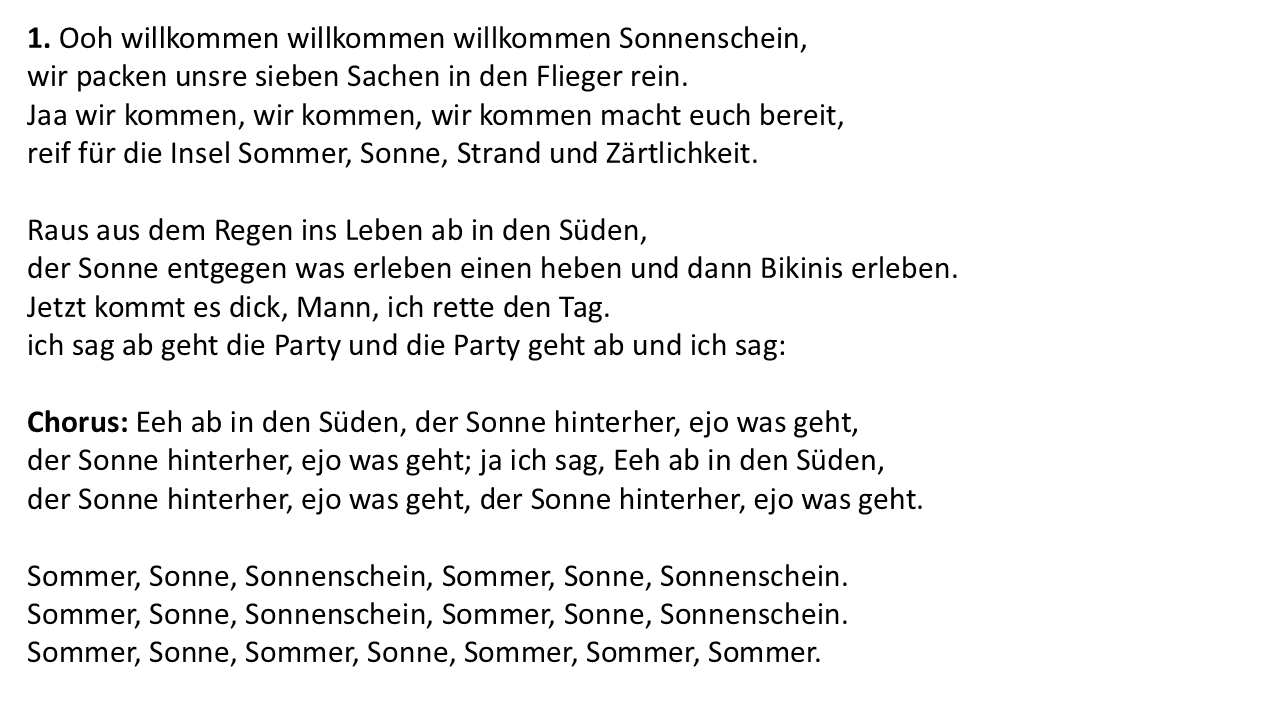 1. Ooh willkommen willkommen willkommen Sonnenschein,
wir packen unsre sieben Sachen in den Flieger rein.
Jaa wir kommen, wir kommen, wir kommen macht euch bereit,
reif für die Insel Sommer, Sonne, Strand und Zärtlichkeit.

Raus aus dem Regen ins Leben ab in den Süden,
der Sonne entgegen was erleben einen heben und dann Bikinis erleben.
Jetzt kommt es dick, Mann, ich rette den Tag.
ich sag ab geht die Party und die Party geht ab und ich sag:

Chorus: Eeh ab in den Süden, der Sonne hinterher, ejo was geht,
der Sonne hinterher, ejo was geht; ja ich sag, Eeh ab in den Süden,
der Sonne hinterher, ejo was geht, der Sonne hinterher, ejo was geht.

Sommer, Sonne, Sonnenschein, Sommer, Sonne, Sonnenschein.
Sommer, Sonne, Sonnenschein, Sommer, Sonne, Sonnenschein.
Sommer, Sonne, Sommer, Sonne, Sommer, Sommer, Sommer.